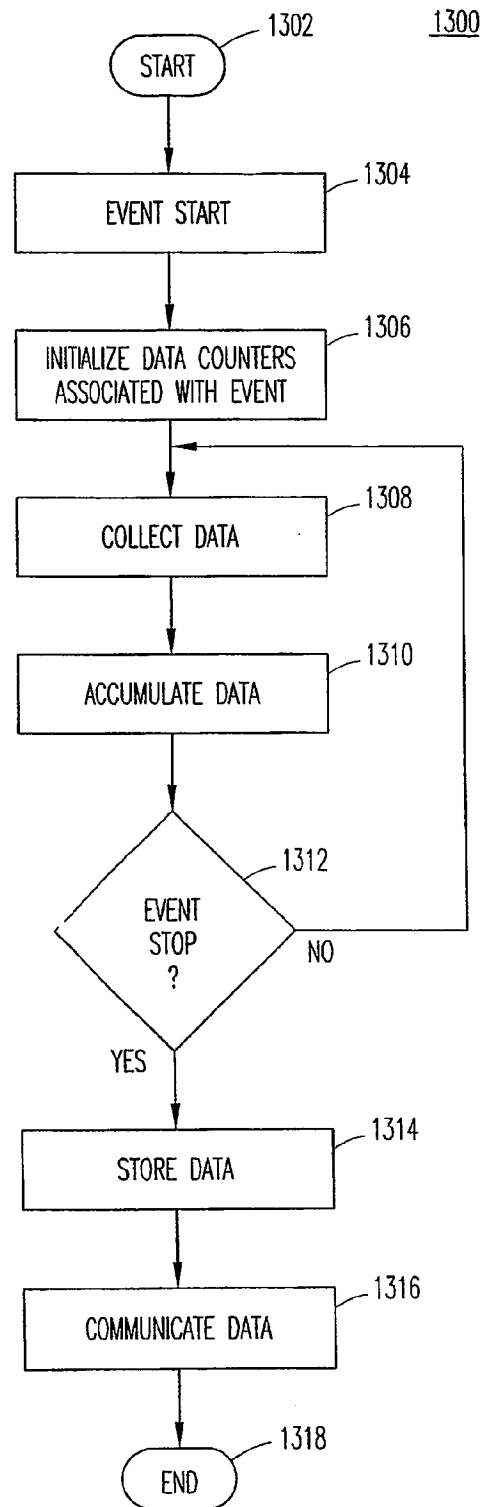 1302
1300
START
1304
EVENT START
1306
INITIALIZE DATA COUNTERS
ASSOCIATED WITH EVENT
1308
COLLECT DATA
1310
ACCUMULATE DATA
1312
EVENT
STOP
?
NO
YES
1314
STORE DATA
1316
COMMUNICATE DATA
1318
END